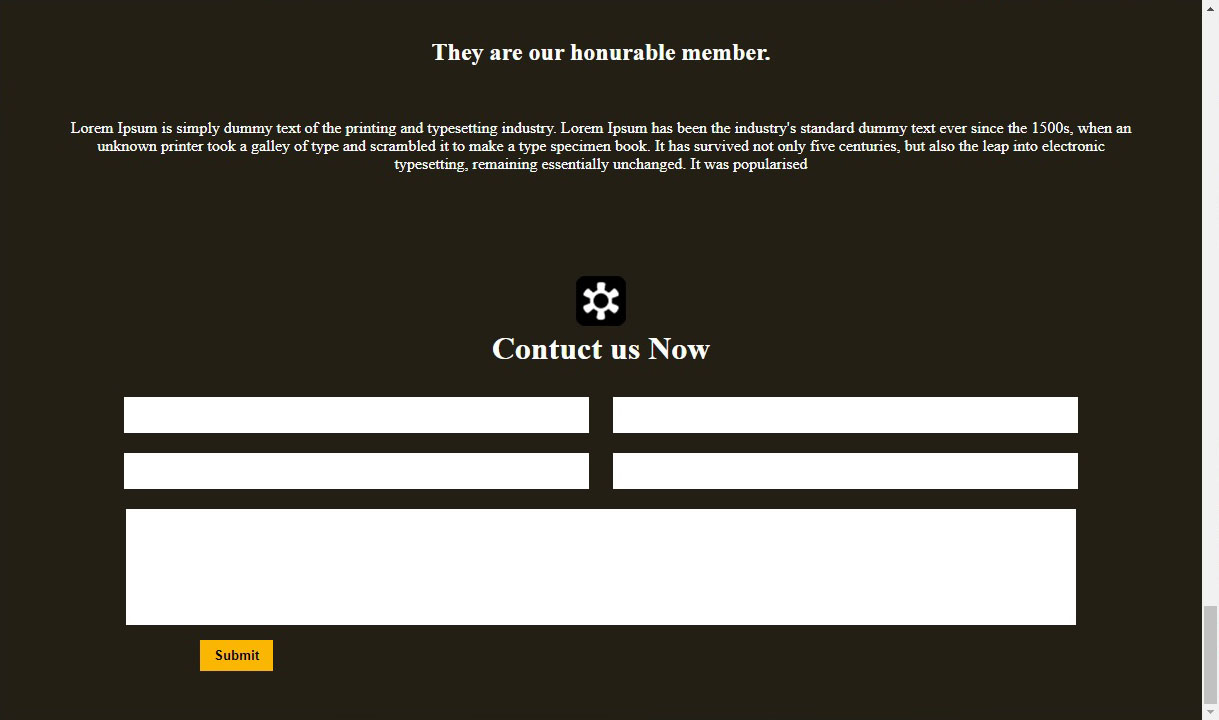 They are our honurable member.
Lorem Ipsum is simply dummy text of the printing and typesetting industry. Lorem Ipsum has been the industry's standard dummy text ever since the 1500s, when an
unknown printer took a galley of type and scrambled it to make a type specimen book. It has survived not only five centuries, but also the leap into electronic
typesetting, remaining essentially unchanged. It was popularised
Contuct us Now
Submit